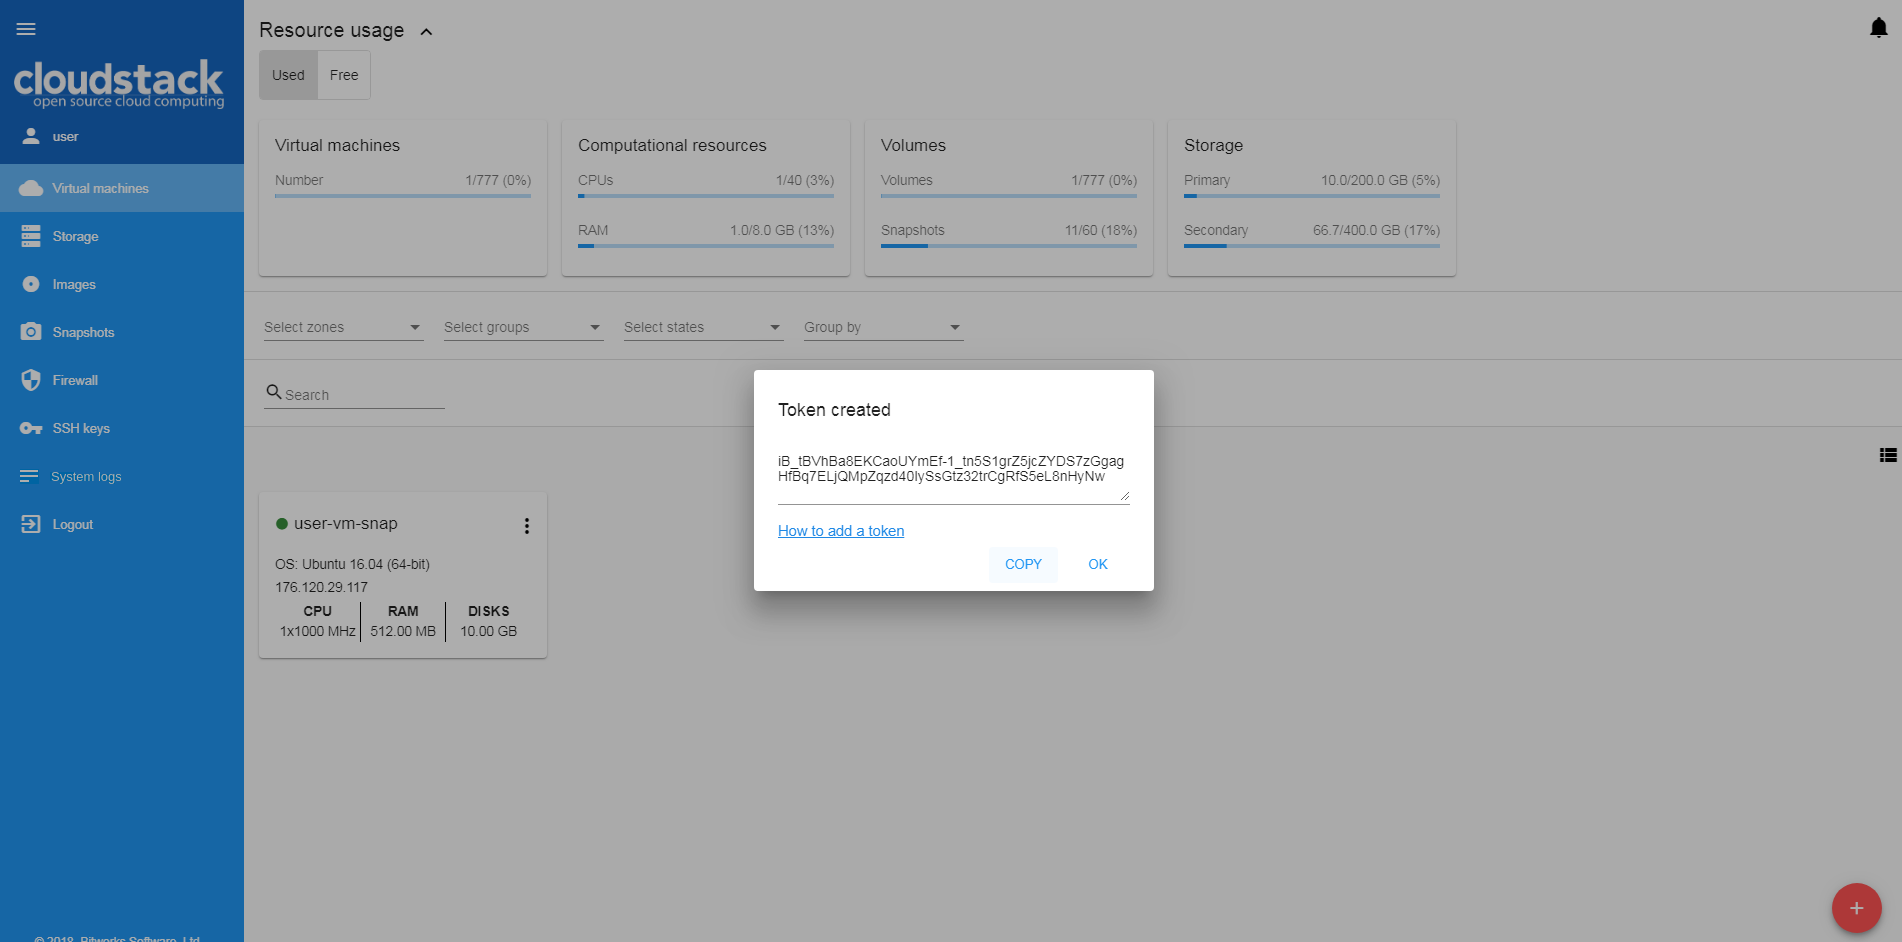 cloudstack
open source cloud computing
user
Virtual machines
Storage
Images
Snapshots
Firewall
SSH keys
System logs
Logout
© 2018, Bitworks Software, Ltd
Resource usage
Used Free
Virtual machines
Number 1/777 (0%)
Computational resources
CPUs 1/40 (3%)
RAM 1.0/8.0 GB (13%)
Volumes
Volumes 1/777 (0%)
Snapshots 11/60 (18%)
Storage
Primary 10.0/200.0 GB (5%)
Secondary 66.7/400.0 GB (17%)
Select zones Select groups Select states Group by
Search
user-vm-snap
OS: Ubuntu 16.04 (64-bit)
176.120.29.117
CPU RAM DISKS
1x1000 MHz 512.00 MB 10.00 GB
Token created
iB_tBVhBa8EKCaoUYmEf-1_tn5S1grZ5jcZYDS7zGgag
HfBq7ELjQMpZqzd40IySsGtz32trCgRfS5eL8nHyNw
How to add a token
COPY OK